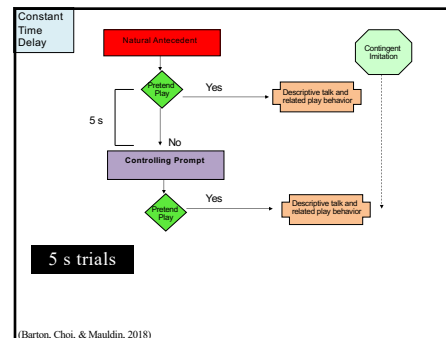 Constant
Time
Delay
Natural Antecedent
Contingent
Imitation
Pretend
Play
Yes
Descriptive talk and
related play behavior
5 s
No
Controlling Prompt
Pretend
Play
Yes
Descriptive talk and
related play behavior
5 s trials
(Barton, Choi, & Mauldin, 2018)